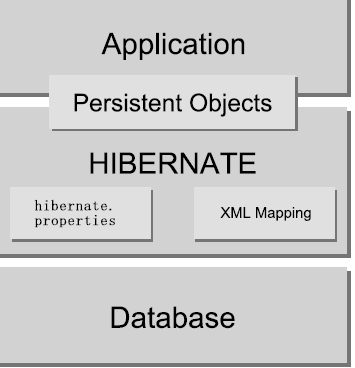 Application
Persistent Objects
HIBERNATE
hibernate.
properties
XML Mapping
Database